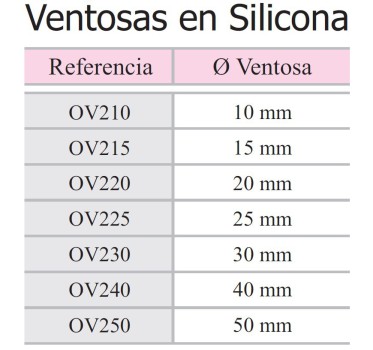 Ventosas en Silicona
Referencia Ø Ventosa
OV210 10 mm
OV215 15 mm
OV220 20 mm
OV225 25 mm
OV230 30 mm
OV240 40 mm
OV250 50 mm